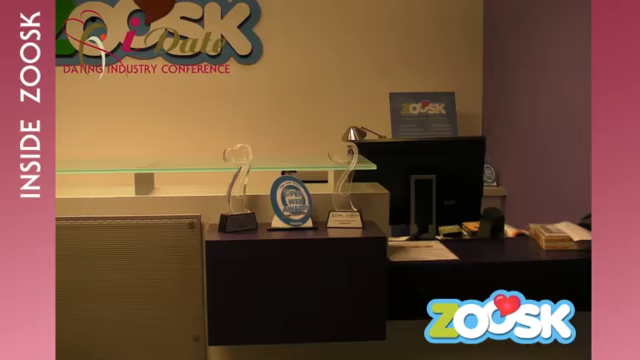 INSIDE ZOOSK
ZOOSK
iDate
DATING INDUSTRY CONFERENCE
ZOOSK
ZOOSK